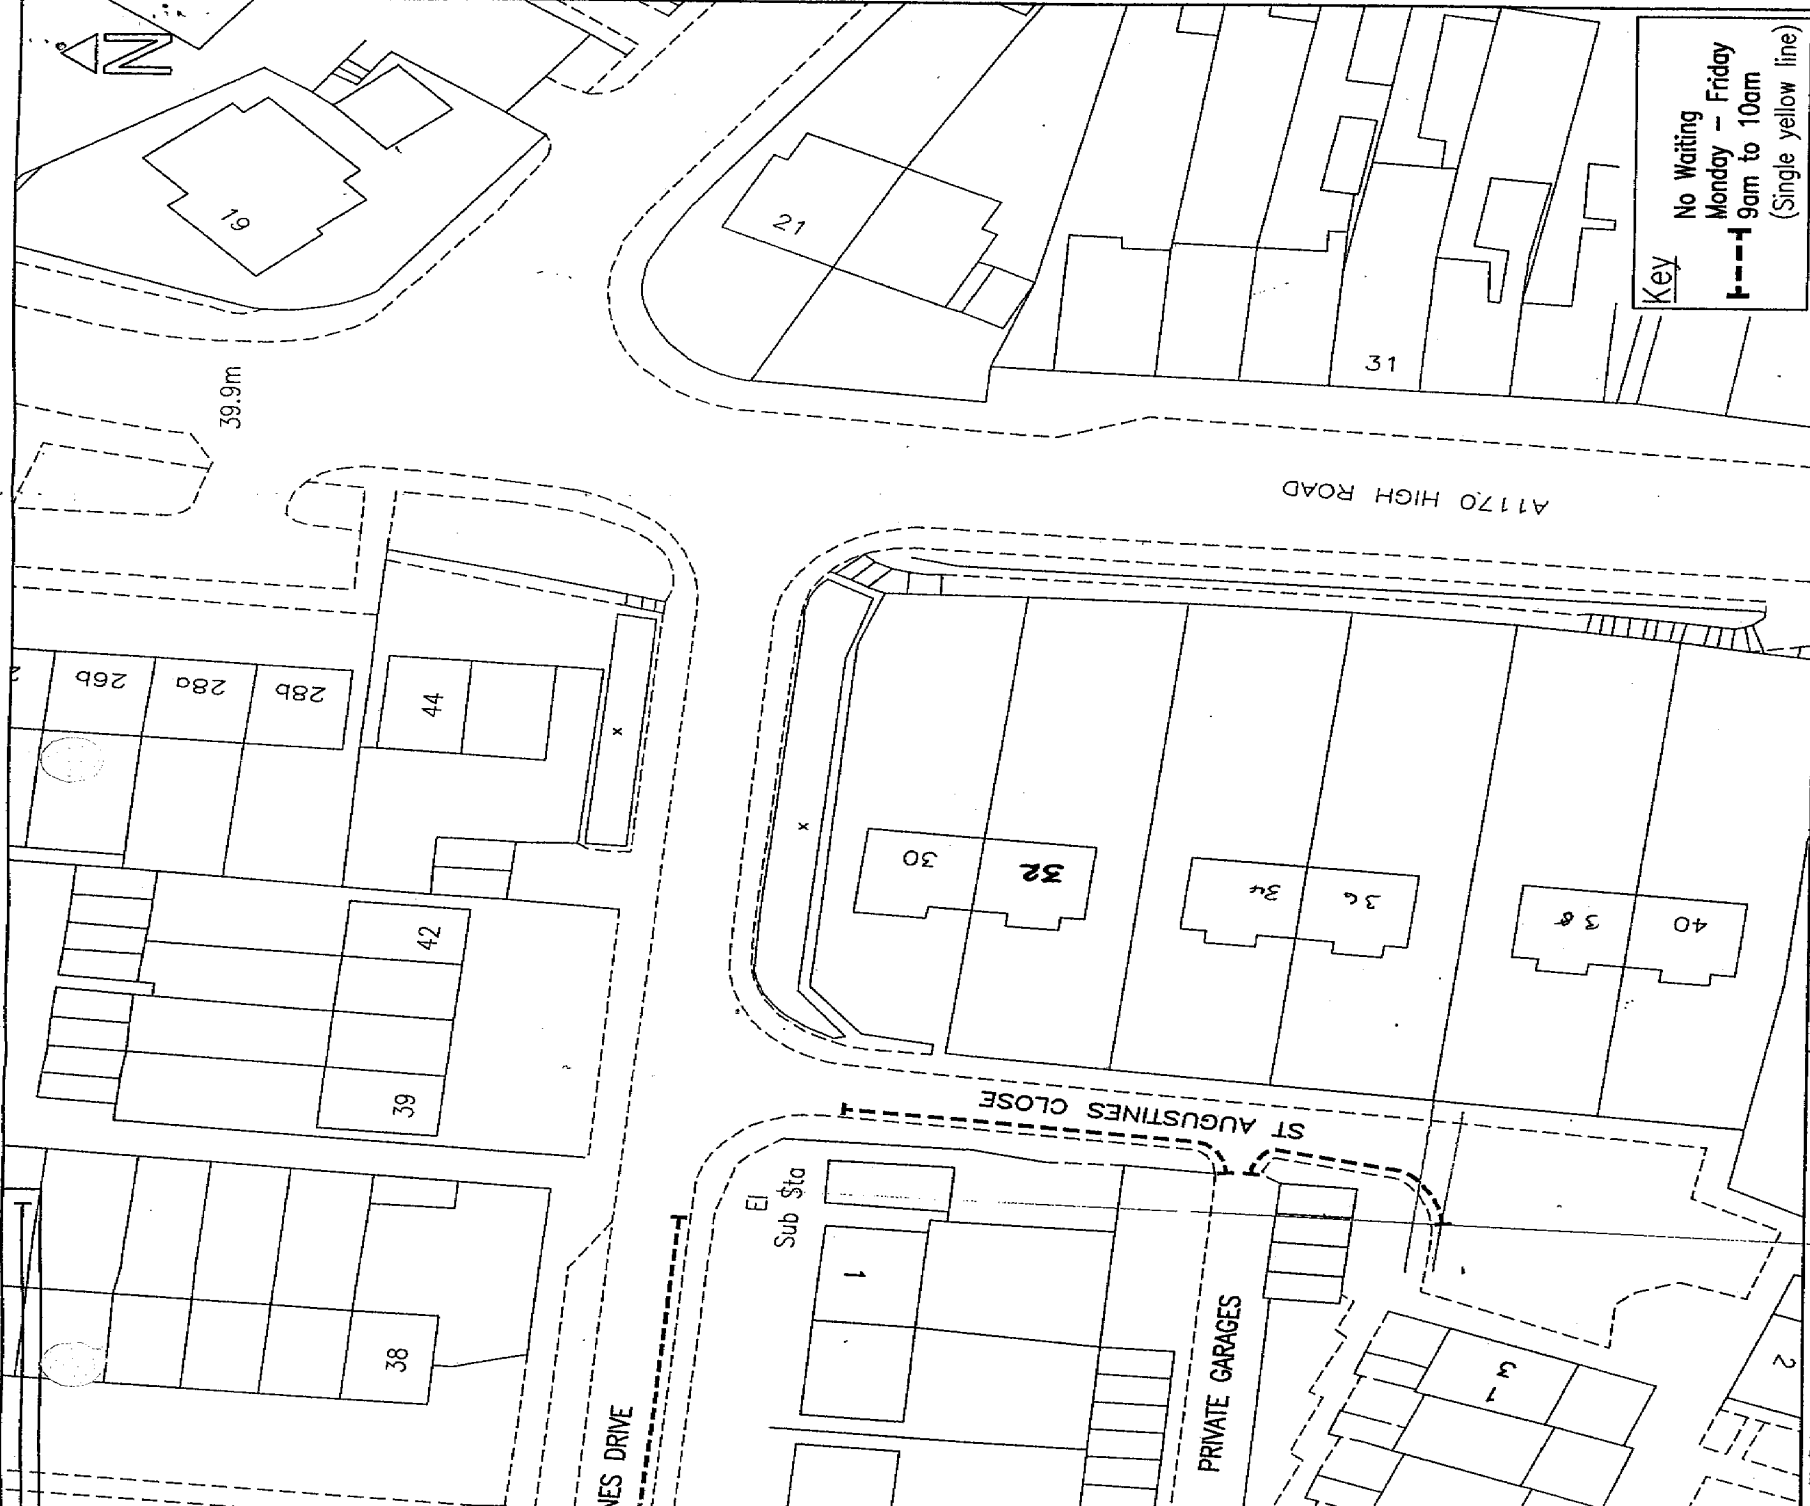 N
19
21
31
39.9m
Key
No Waiting
Monday - Friday
9am to 10am
(Single yellow line)
A1170 HIGH ROAD
26b
28a
28b
44
x
x
30
32
34
36
38
40
42
39
38
ST AUGUSTINES CLOSE
El
Sub Sta
1
NES DRIVE
PRIVATE GARAGES
1
3
2